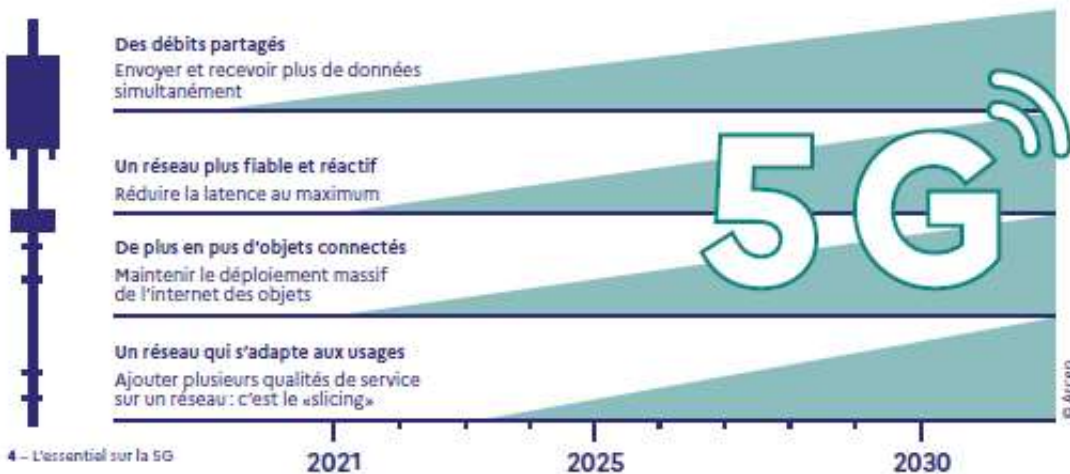 Des débits partagés
Envoyer et recevoir plus de données
simultanément
Un réseau plus fiable et réactif
Réduire la latence au maximum
De plus en pus d'objets connectés
Maintenir le déploiement massif
de l'internet des objets
Un réseau qui s'adapte aux usages
Ajouter plusieurs qualités de service
sur un réseau : c'est le «slicing»
5G
© Arcep
4 – L'essentiel sur la 5G
2021
2025
2030